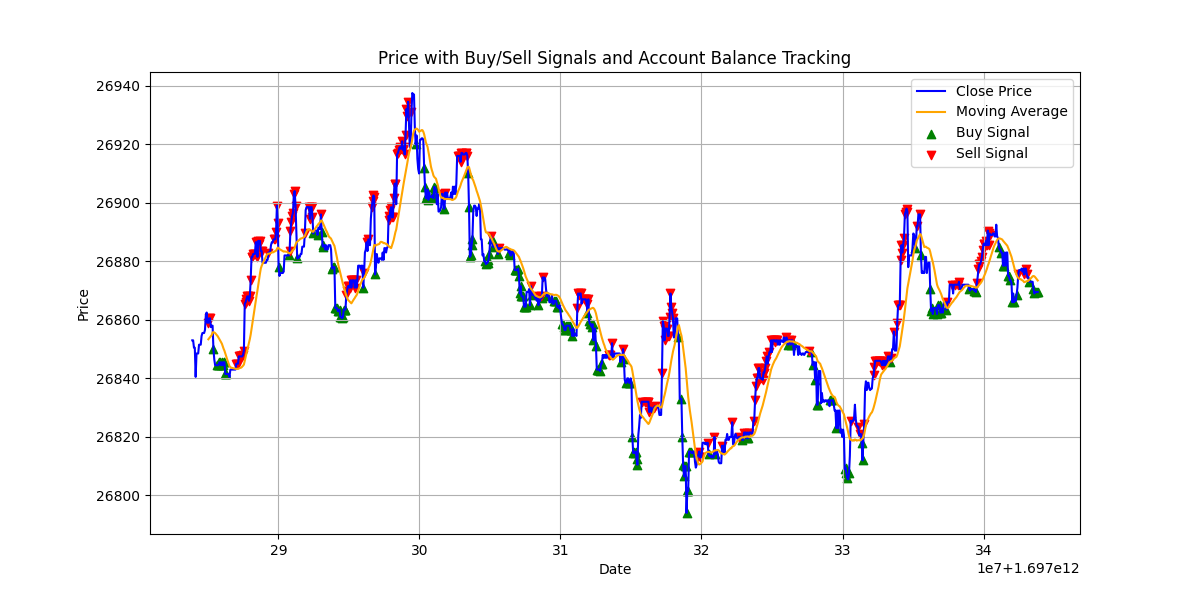 Price with Buy/Sell Signals and Account Balance Tracking
26940
26920
26900
26880
26860
26840
26820
26800
Price
Close Price
Moving Average
Buy Signal
Sell Signal
29 30 31 32 33 34
Date
1e7+1.697e12